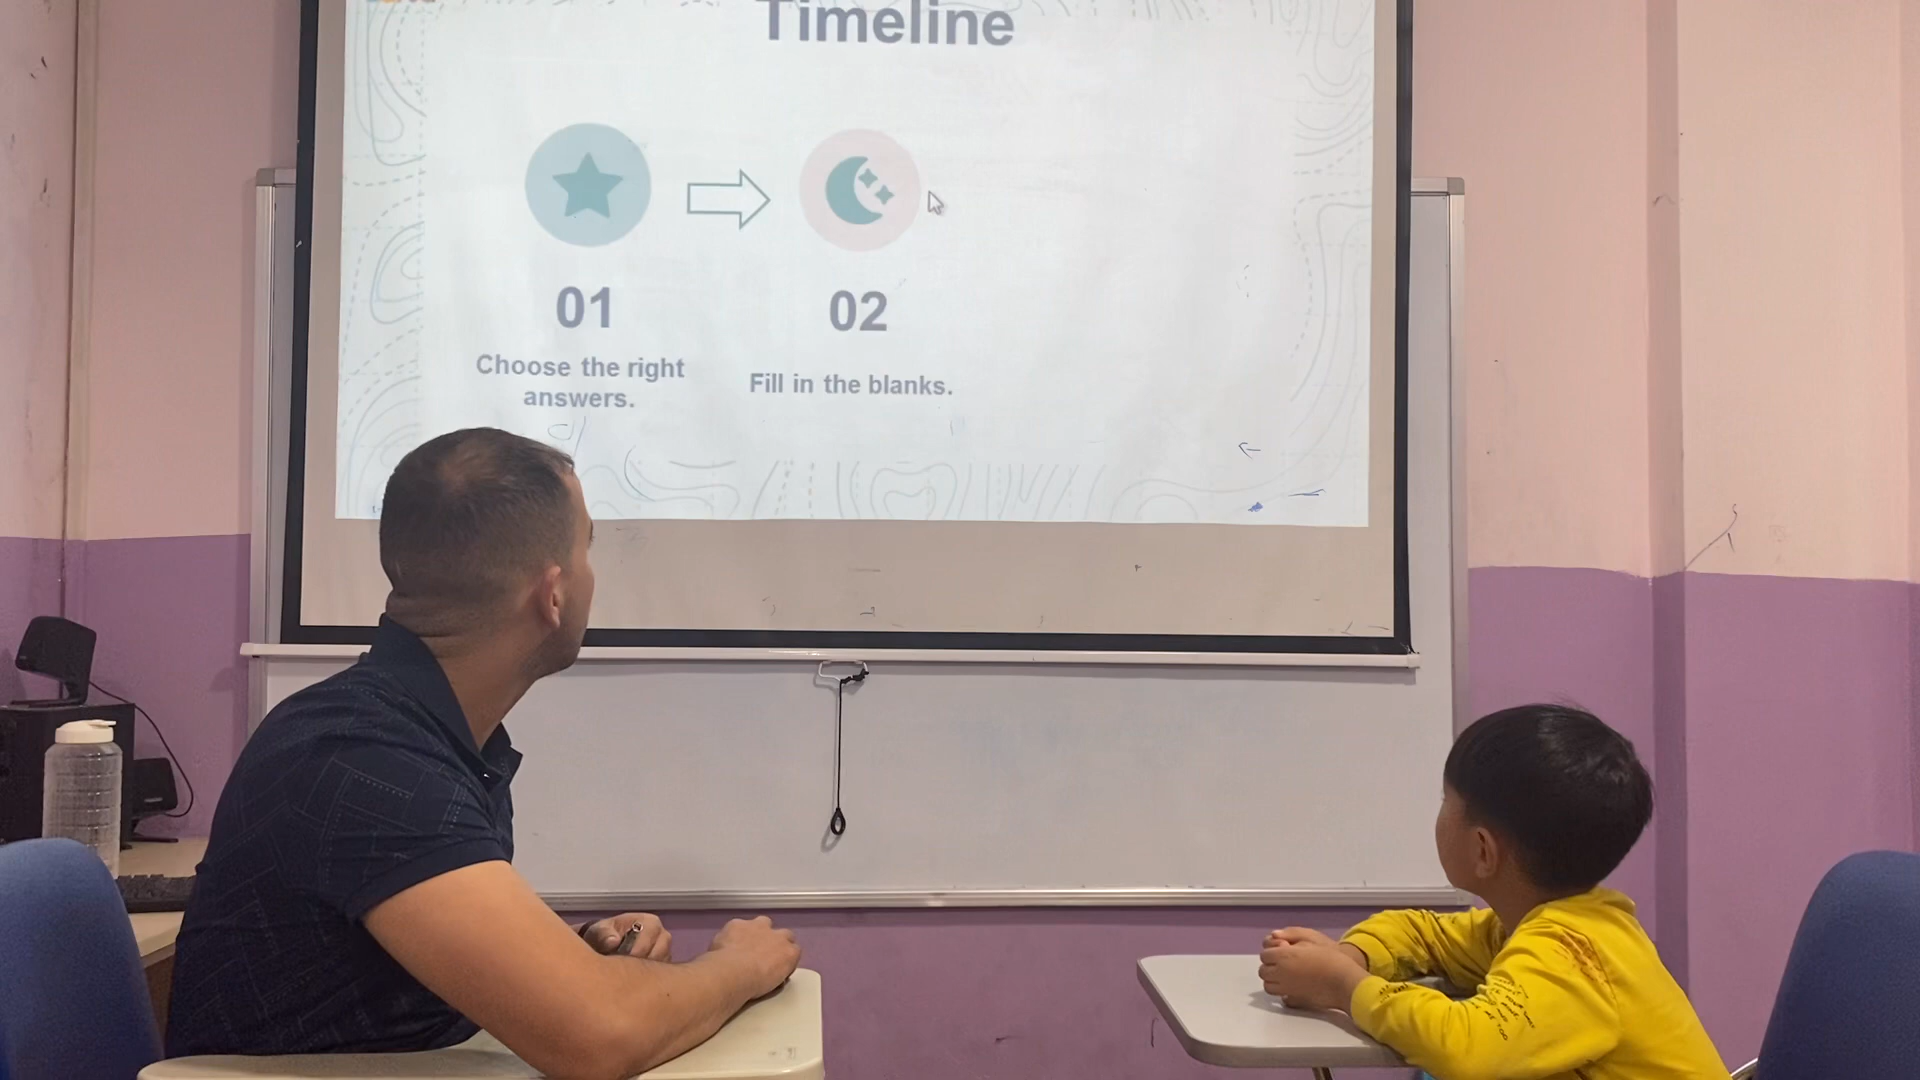 Timeline
01
02
Choose the right
answers.
Fill in the blanks.